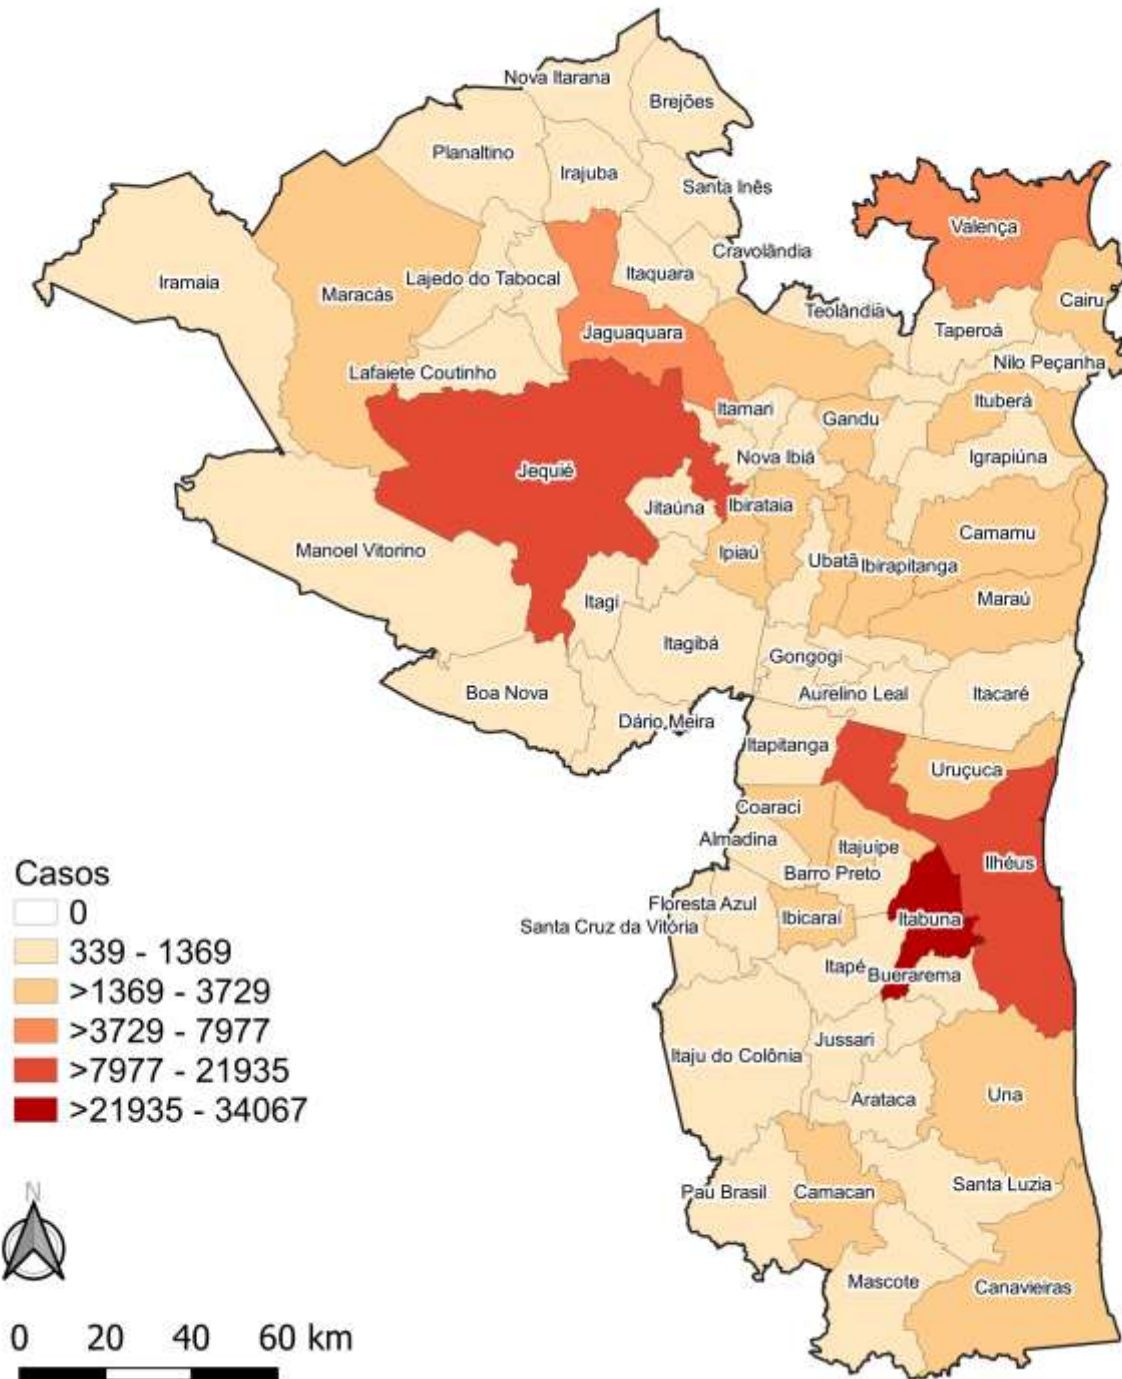 Nova Itarana
Brejões
Planaltino
Irajuba
Santa Inês
Valença
Cravolândia
Iramaia
Lajedo do Tabocal
Itaquara
Maracás
Cairu
Teolândia
Jaguaquara
Taperoá
Nilo Peçanha
Lafaiete Coutinho
Itamari
Ituberá
Gandu
Nova Ibiá
Igrapiúna
Jequié
Jitaúna
Ibirataia
Camamu
Manoel Vitorino
Ipiaú
Ubatã
Ibirapitanga
Itagi
Maraú
Itagibá
Gongogi
Boa Nova
Aurelino Leal
Itacaré
Dário Meira
Itapitanga
Uruçuca
Coaraci
Almadina
Itajuípe
Ilhéus
Barro Preto
Floresta Azul
Ibicaraí
Itabuna
Santa Cruz da Vitória
Itapé
Buerarema
Jussari
Itaju do Colônia
Arataca
Una
Pau Brasil
Camacan
Santa Luzia
Mascote
Canavieiras
Casos
0
339 - 1369
>1369 - 3729
>3729 - 7977
>7977 - 21935
>21935 - 34067
N
0 20 40 60 km